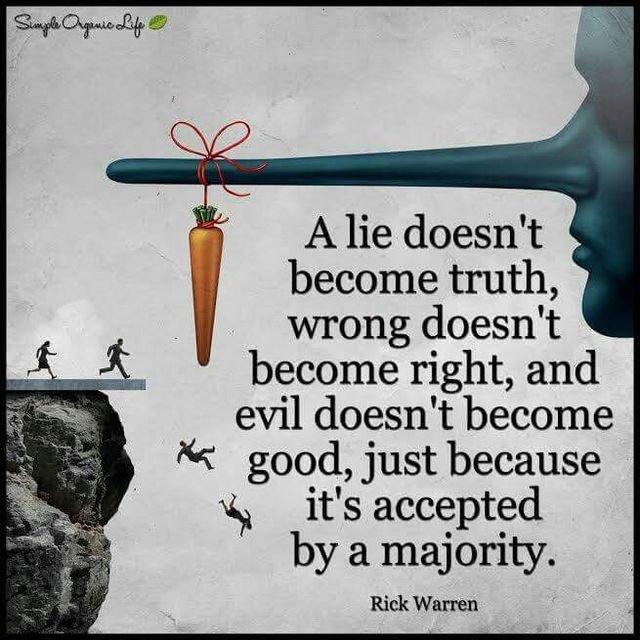 Simple Organic Life
A lie doesn't
become truth,
wrong doesn't
become right, and
evil doesn't become
good, just because
it's accepted
by a majority.
Rick Warren